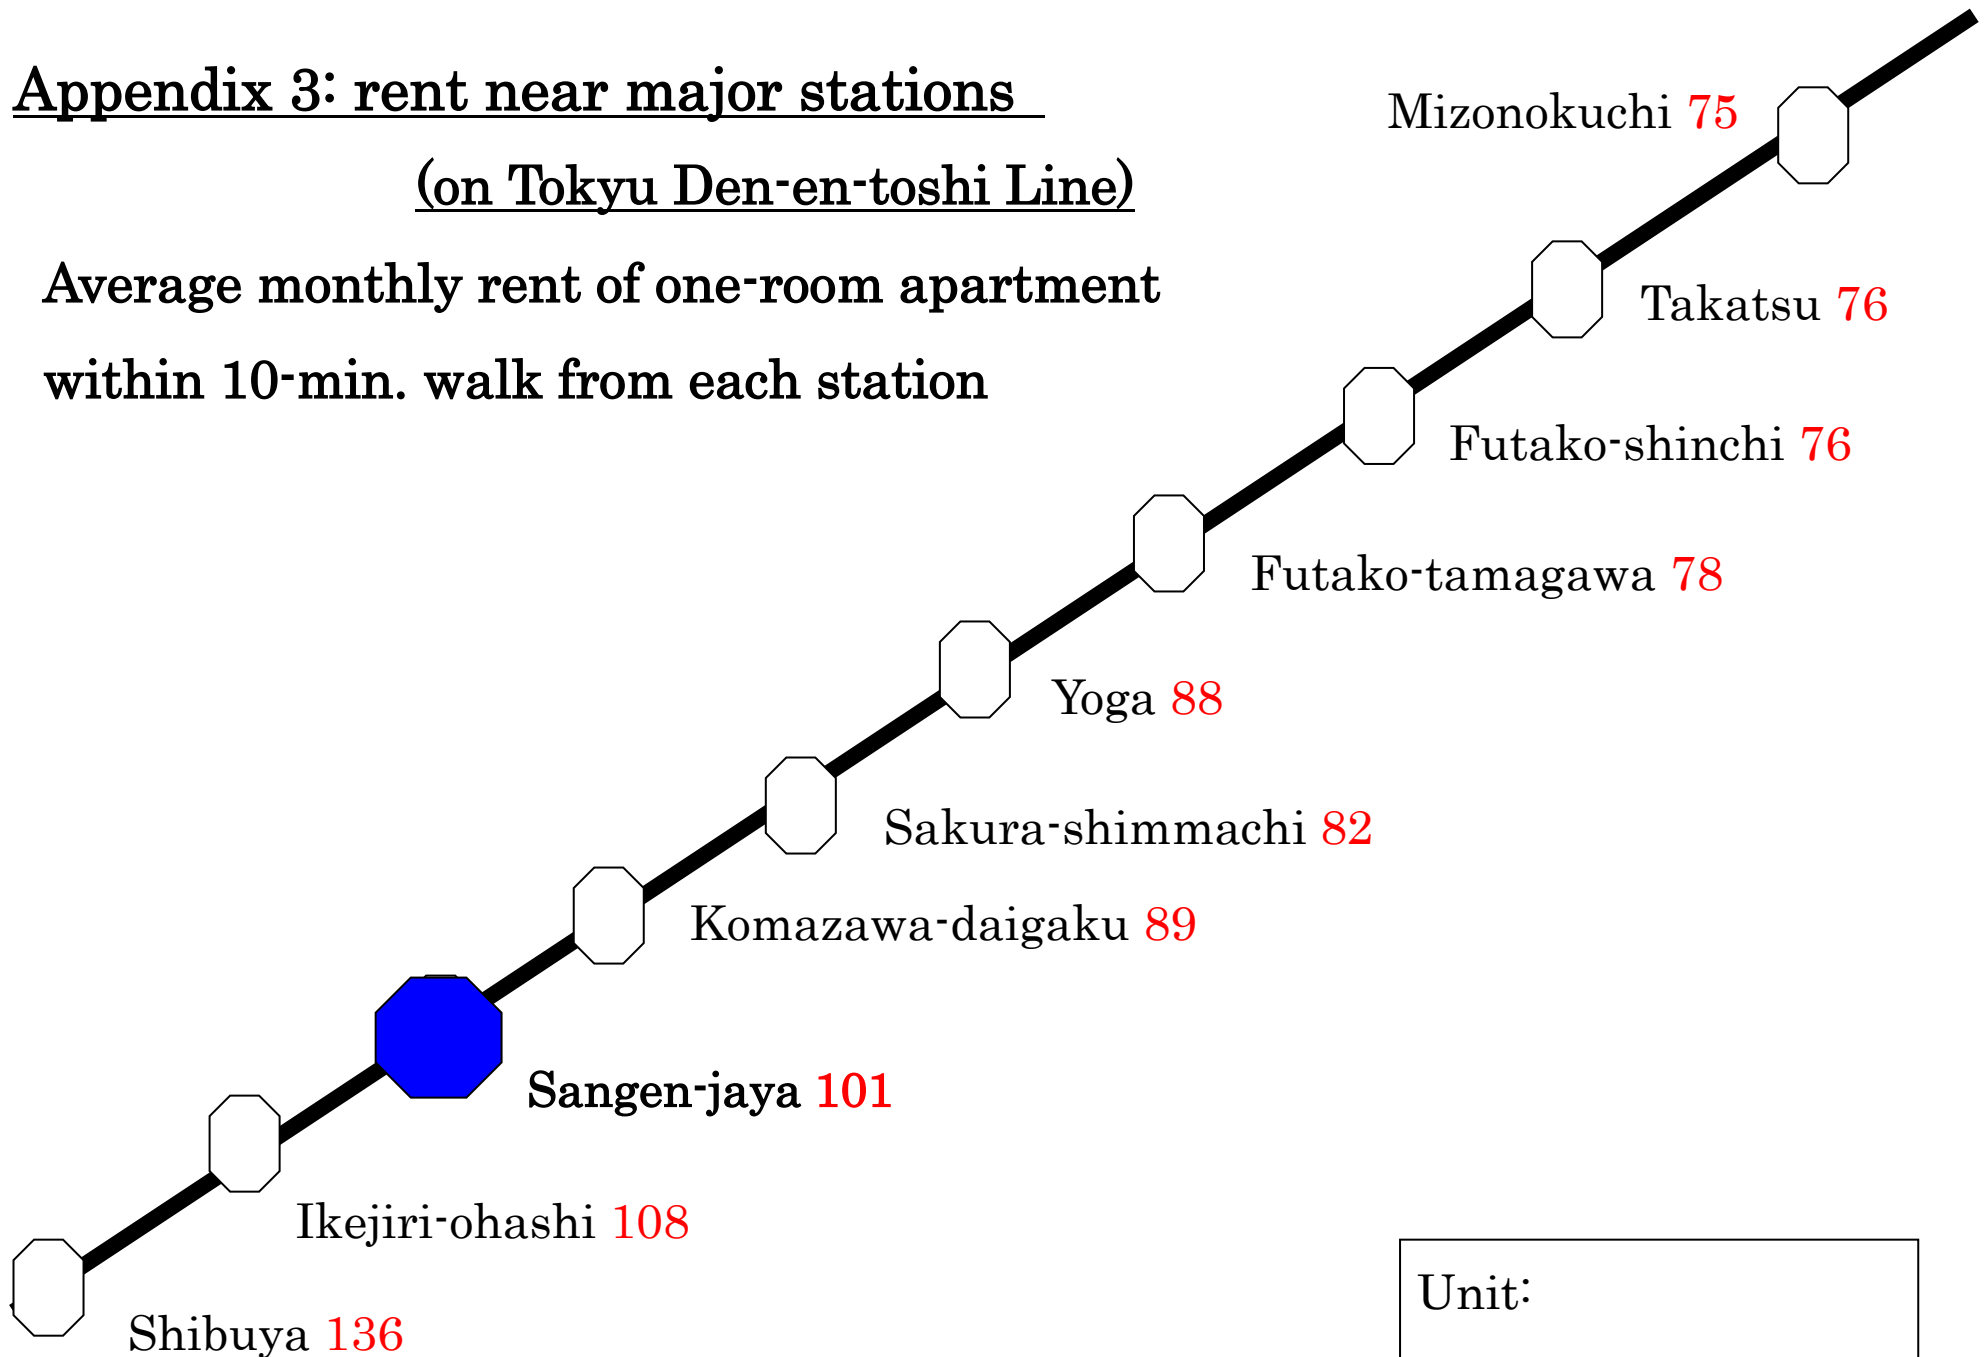 Appendix 3: rent near major stations
(on Tokyu Den-en-toshi Line)
Average monthly rent of one-room apartment
within 10-min. walk from each station
Mizonokuchi 75
Takatsu 76
Futako-shinchi 76
Futako-tamagawa 78
Yoga 88
Sakura-shimmachi 82
Komazawa-daigaku 89
Sangen-jaya 101
Ikejiri-ohashi 108
Shibuya 136
Unit: